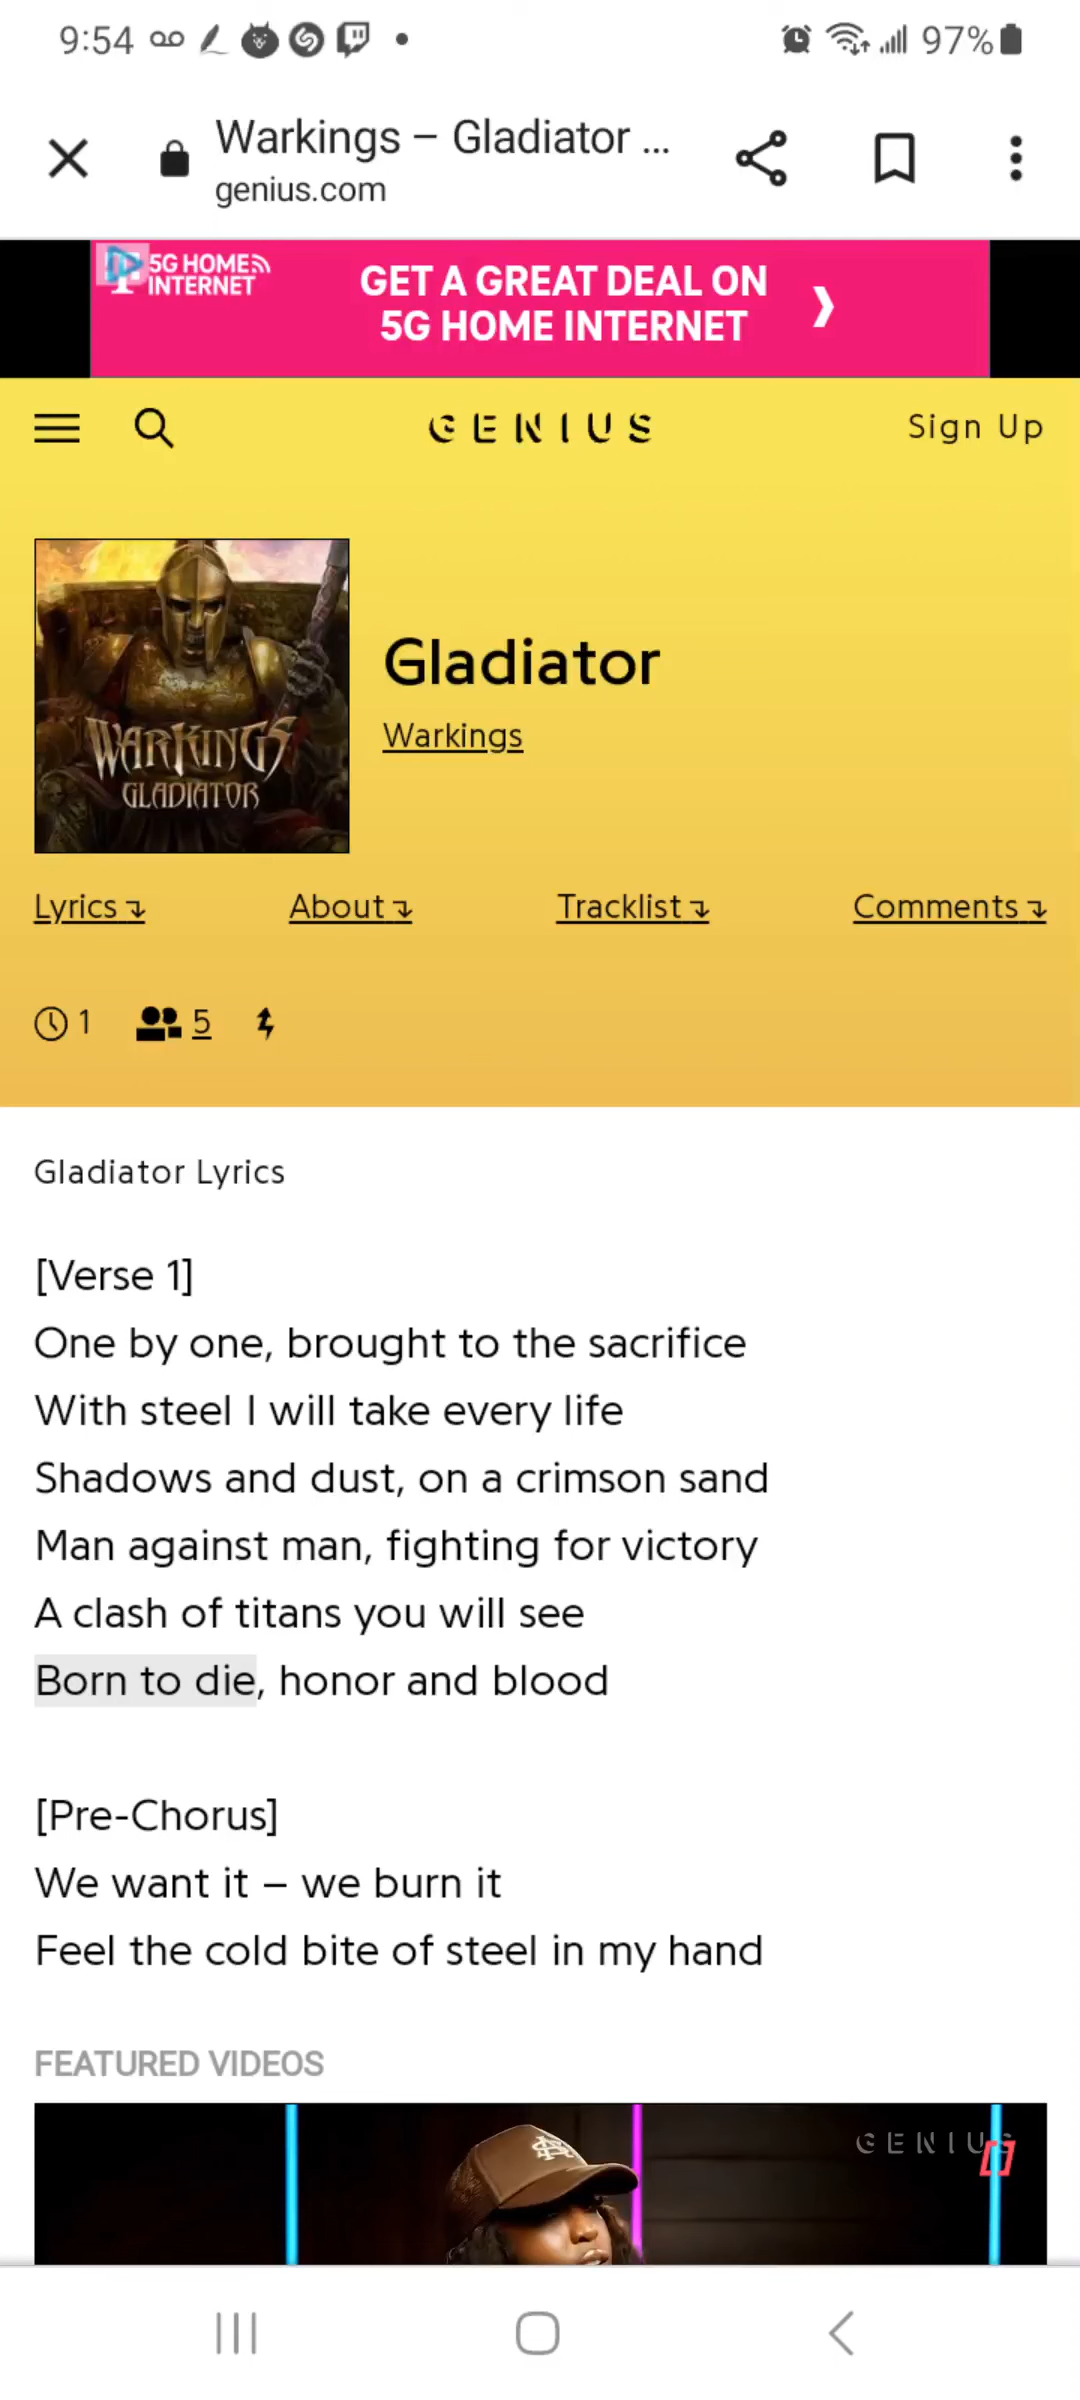 9:54 97%
Warkings – Gladiator ...
genius.com
5G HOME
INTERNET
GET A GREAT DEAL ON
5G HOME INTERNET
GENIUS
Sign Up
WARKINGS
GLADIATOR
Gladiator
Warkings
Lyrics
About
Tracklist
Comments
1 5
Gladiator Lyrics
[Verse 1]
One by one, brought to the sacrifice
With steel I will take every life
Shadows and dust, on a crimson sand
Man against man, fighting for victory
A clash of titans you will see
Born to die, honor and blood
[Pre-Chorus]
We want it – we burn it
Feel the cold bite of steel in my hand
FEATURED VIDEOS
GENIUS